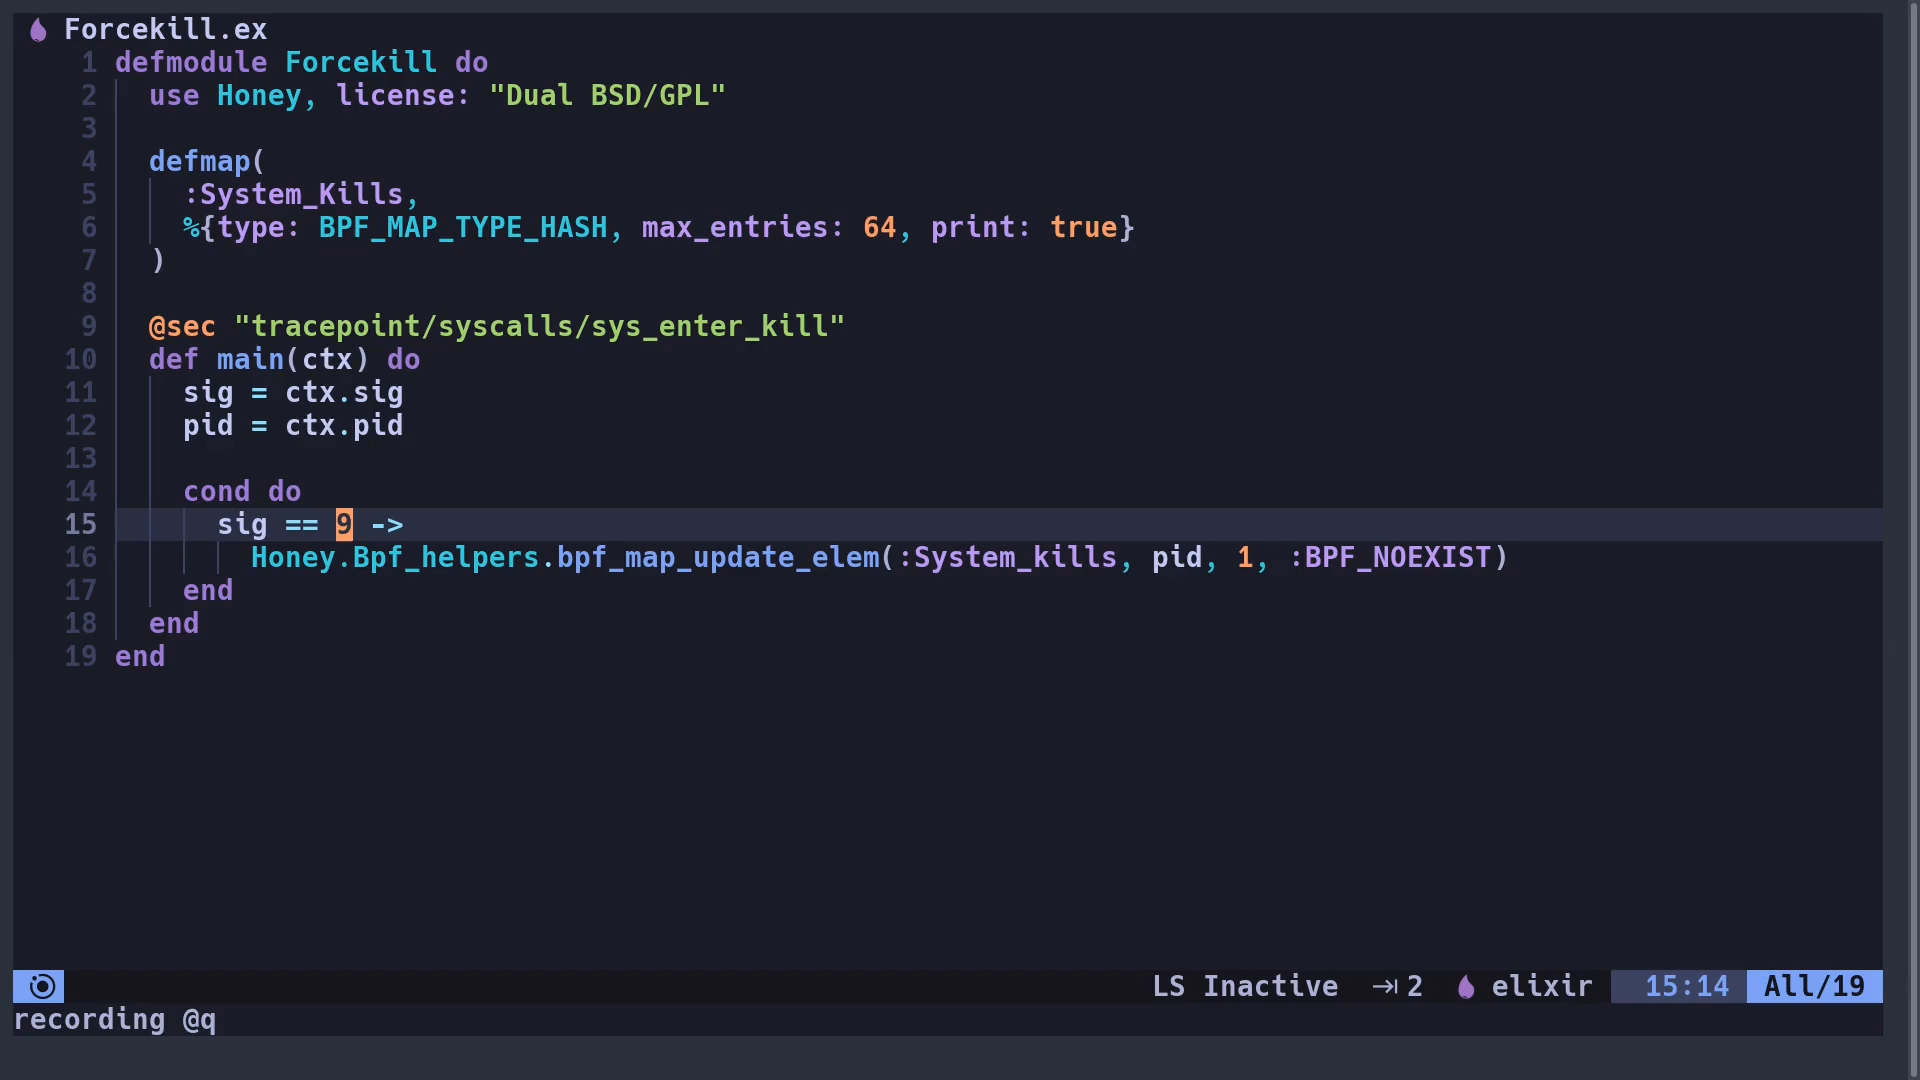 Forcekill.ex
1 defmodule Forcekill do
2   use Honey, license: "Dual BSD/GPL"
3
4   defmap(
5     :System_Kills,
6     %{type: BPF_MAP_TYPE_HASH, max_entries: 64, print: true}
7   )
8
9   @sec "tracepoint/syscalls/sys_enter_kill"
10   def main(ctx) do
11     sig = ctx.sig
12     pid = ctx.pid
13
14     cond do
15       sig == 9 ->
16         Honey.Bpf_helpers.bpf_map_update_elem(:System_kills, pid, 1, :BPF_NOEXIST)
17     end
18   end
19 end
LS Inactive ⇥ 2 elixir 15:14 All/19
recording @q